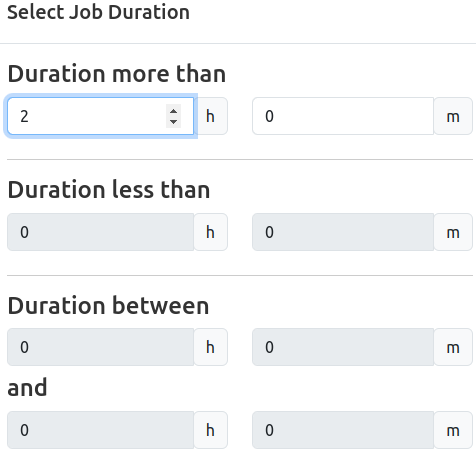 Select Job Duration
Duration more than
2 h 0 m
Duration less than
0 h 0 m
Duration between
0 h 0 m
and
0 h 0 m